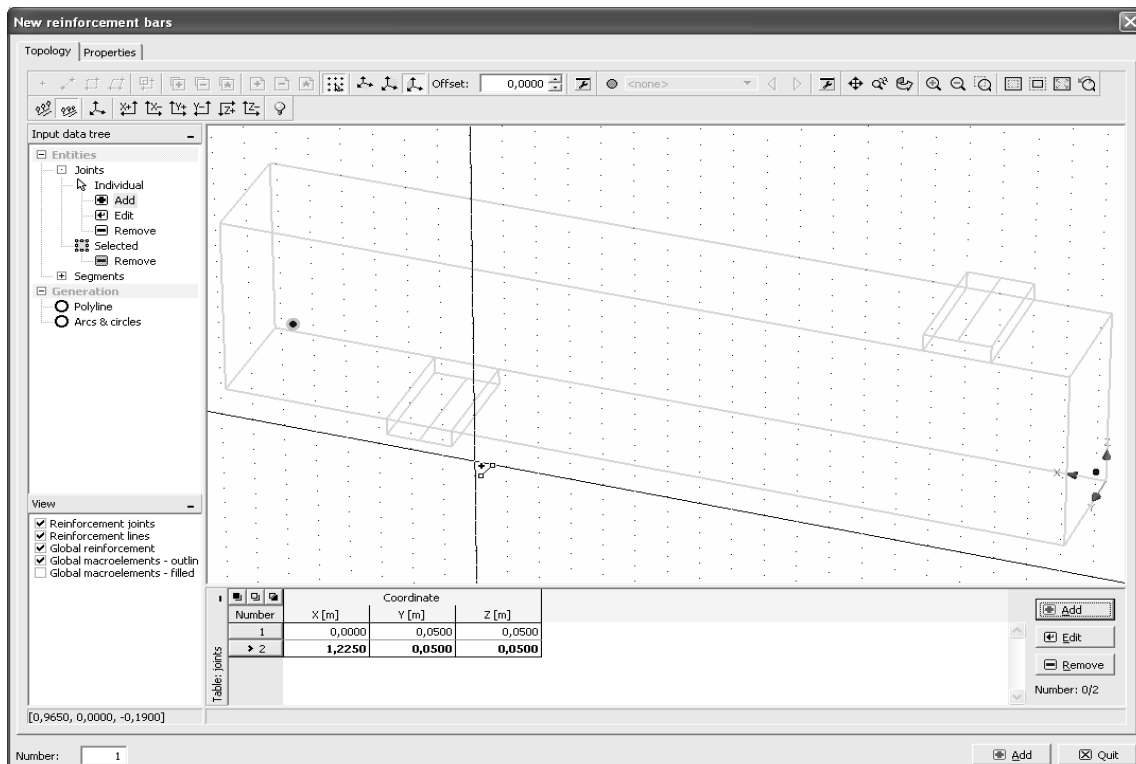 New reinforcement bars
Topology Properties
Offset: 0,0000 <none>
X+ X- Y+ Y- Z+ Z-
Input data tree
Entities
Joints
Individual
Add
Edit
Remove
Selected
Remove
Segments
Generation
Polyline
Arcs & circles
X
Z
Y
View
Reinforcement joints
Reinforcement lines
Global reinforcement
Global macroelements - outlin
Global macroelements - filled
Table: joints
Coordinate
Number X [m] Y [m] Z [m]
1 0,0000 0,0500 0,0500
> 2 1,2250 0,0500 0,0500
Add
Edit
Remove
Number: 0/2
[0,9650, 0,0000, -0,1900]
Number: 1
Add Quit